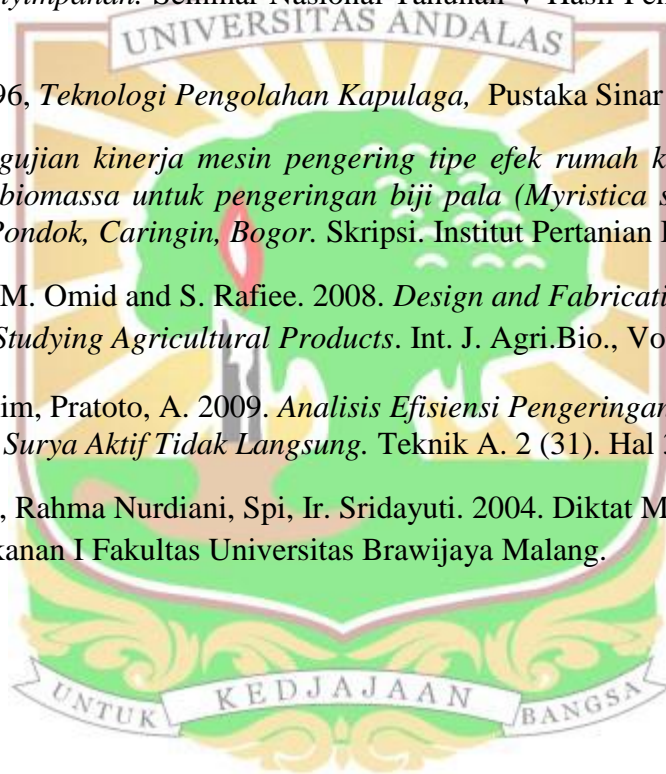 nyimpanan. Seminar Nasional Tahunan V Hasil Pen
UNIVERSITAS ANDALAS
96, Teknologi Pengolahan Kapulaga, Pustaka Sinar
gujian kinerja mesin pengering tipe efek rumah k
biomassa untuk pengeringan biji pala (Myristica s
Pondok, Caringin, Bogor. Skripsi. Institut Pertanian
M. Omid and S. Rafiee. 2008. Design and Fabricati
Studying Agricultural Products. Int. J. Agri.Bio., Vo
im, Pratoto, A. 2009. Analisis Efisiensi Pengeringan
Surya Aktif Tidak Langsung. Teknik A. 2 (31). Hal
, Rahma Nurdiani, Spi, Ir. Sridayuti. 2004. Diktat M
kanan I Fakultas Universitas Brawijaya Malang.
UNTUK KEDJAJAAN BANGSA